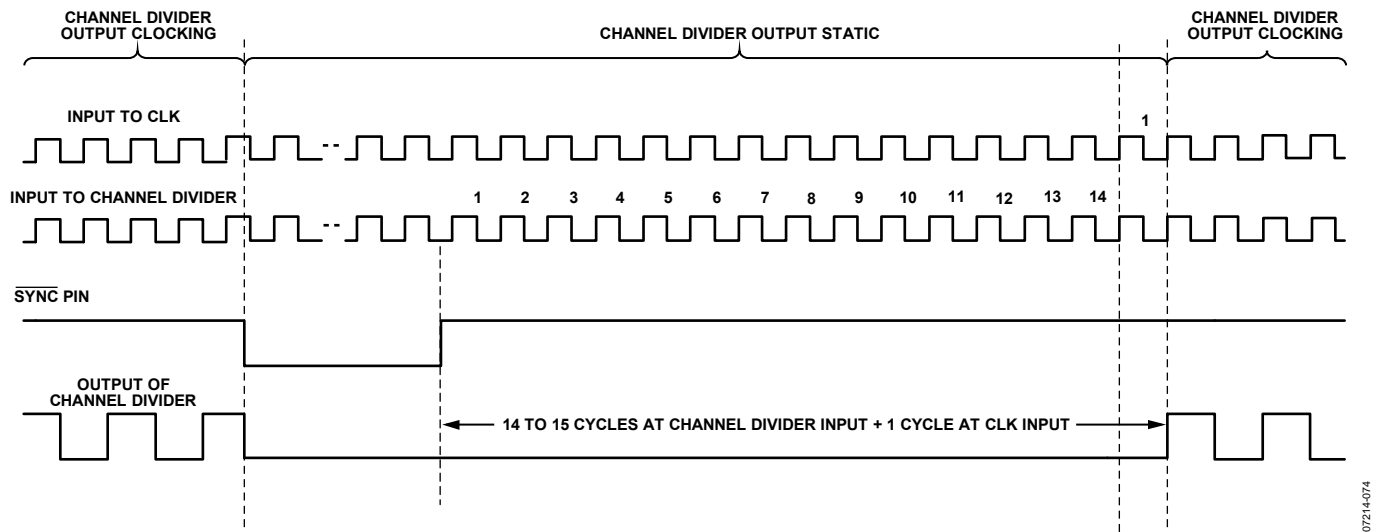 CHANNEL DIVIDER
OUTPUT CLOCKING
CHANNEL DIVIDER OUTPUT STATIC
CHANNEL DIVIDER
OUTPUT CLOCKING
INPUT TO CLK
1
INPUT TO CHANNEL DIVIDER
1 2 3 4 5 6 7 8 9 10 11 12 13 14
SYNC PIN
OUTPUT OF
CHANNEL DIVIDER
14 TO 15 CYCLES AT CHANNEL DIVIDER INPUT + 1 CYCLE AT CLK INPUT
07214-074